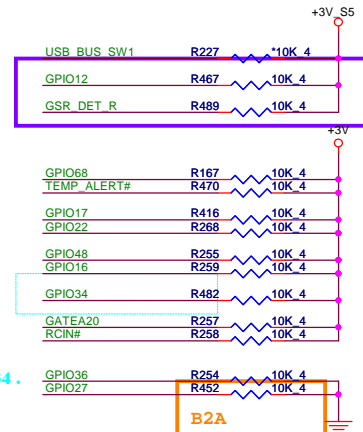 +3V_S5
USB_BUS_SW1 R227 *10K_4
GPIO12 R467 10K_4
GSR_DET_R R489 10K_4
+3V
GPIO68 R167 10K_4
TEMP_ALERT# R470 10K_4
GPIO17 R416 10K_4
GPIO22 R268 10K_4
GPIO48 R255 10K_4
GPIO16 R259 10K_4
GPIO34 R482 10K_4
GATEA20 R257 10K_4
RCIN# R258 10K_4
4.
GPIO36 R254 10K_4
GPIO27 R452 10K_4
B2A